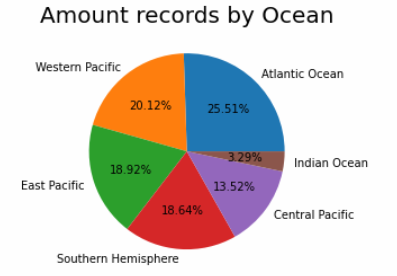 Amount records by Ocean
Western Pacific
Atlantic Ocean
20.12%
25.51%
3.29%
Indian Ocean
18.92%
13.52%
East Pacific
18.64%
Central Pacific
Southern Hemisphere